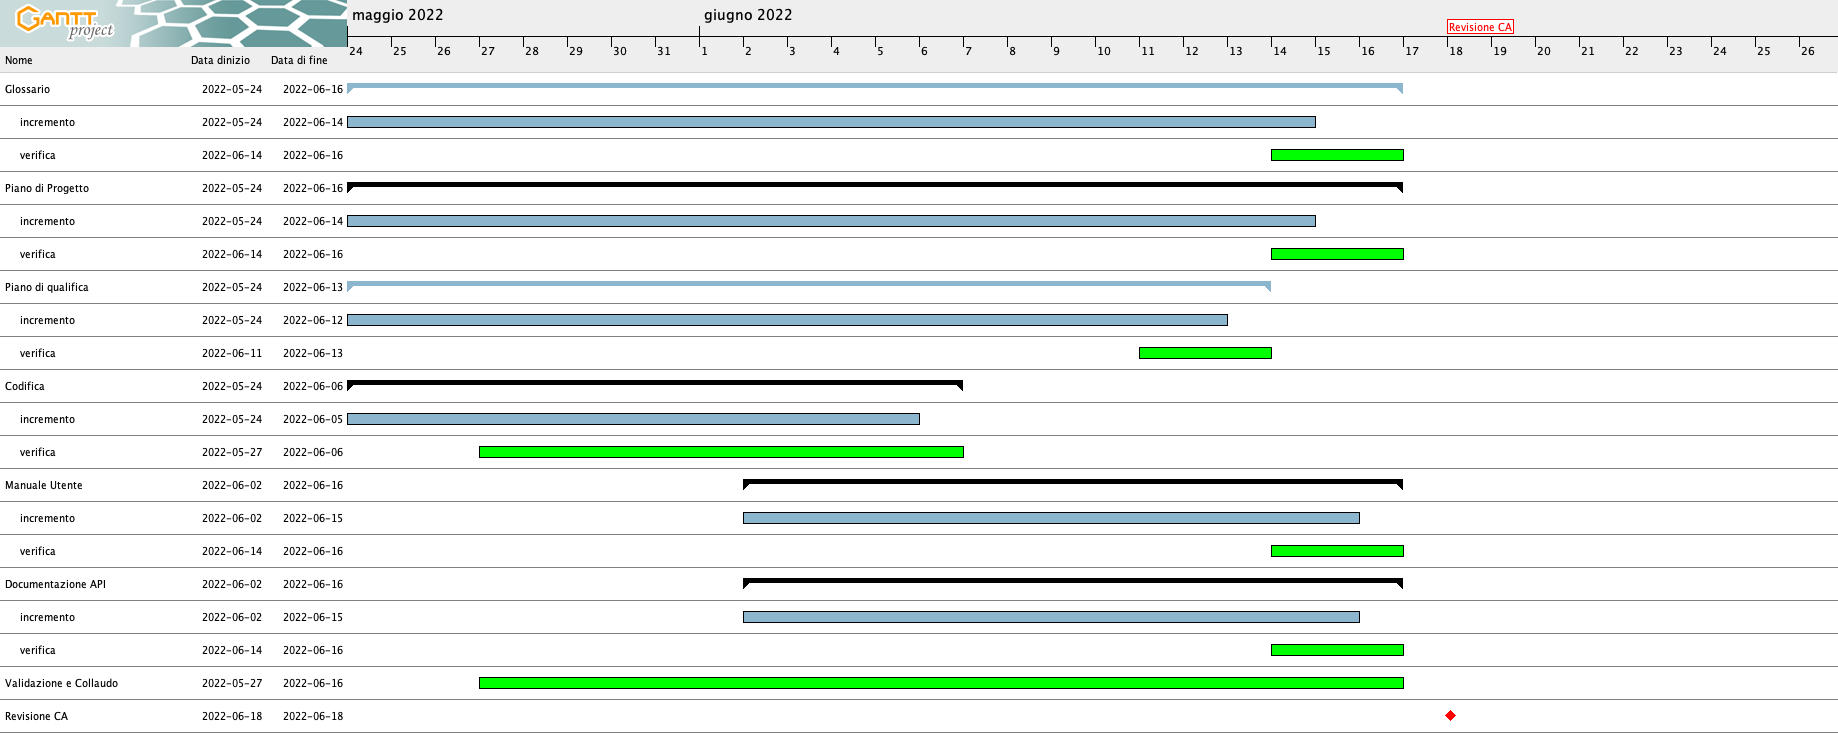 GANTT
project
maggio 2022 giugno 2022
Revisione CA
24 25 26 27 28 29 30 31 1 2 3 4 5 6 7 8 9 10 11 12 13 14 15 16 17 18 19 20 21 22 23 24 25 26
Nome Data dinizio Data di fine
Glossario 2022-05-24 2022-06-16
incremento 2022-05-24 2022-06-14
verifica 2022-06-14 2022-06-16
Piano di Progetto 2022-05-24 2022-06-16
incremento 2022-05-24 2022-06-14
verifica 2022-06-14 2022-06-16
Piano di qualifica 2022-05-24 2022-06-13
incremento 2022-05-24 2022-06-12
verifica 2022-06-11 2022-06-13
Codifica 2022-05-24 2022-06-06
incremento 2022-05-24 2022-06-05
verifica 2022-05-27 2022-06-06
Manuale Utente 2022-06-02 2022-06-16
incremento 2022-06-02 2022-06-15
verifica 2022-06-14 2022-06-16
Documentazione API 2022-06-02 2022-06-16
incremento 2022-06-02 2022-06-15
verifica 2022-06-14 2022-06-16
Validazione e Collaudo 2022-05-27 2022-06-16
Revisione CA 2022-06-18 2022-06-18